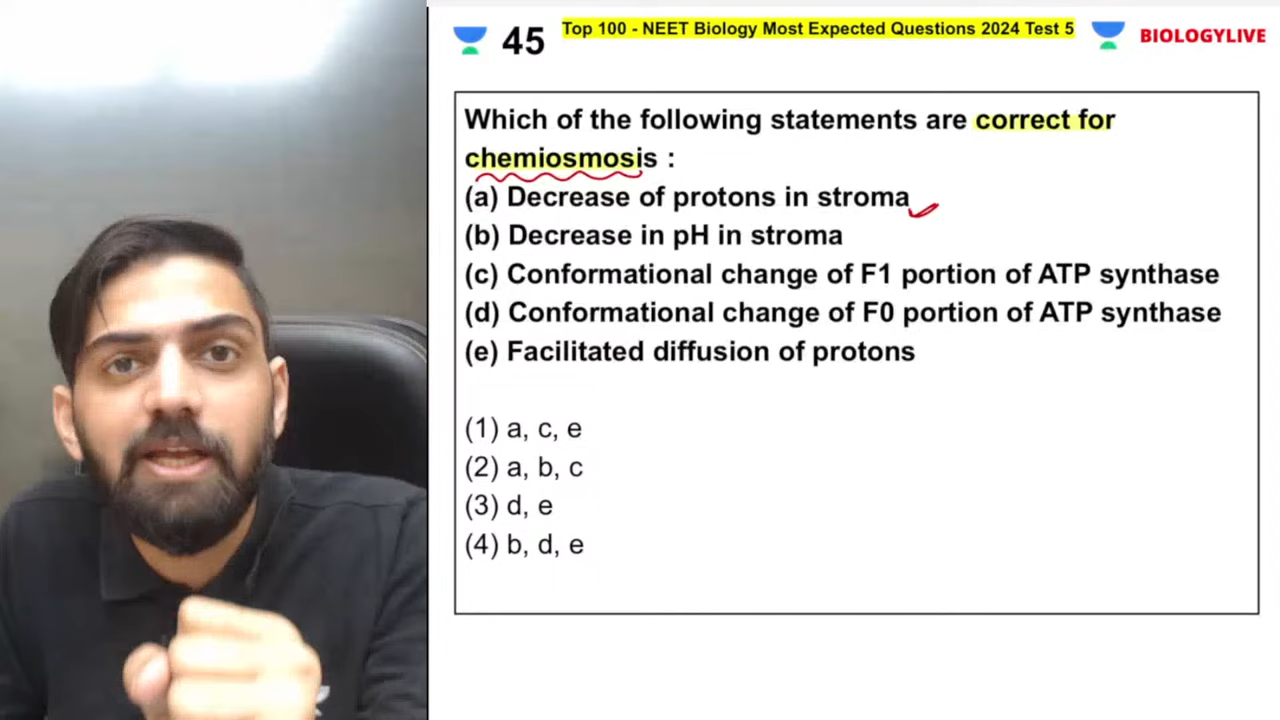 45
Top 100 - NEET Biology Most Expected Questions 2024 Test 5
BIOLOGYLIVE
Which of the following statements are correct for
chemiosmosis :
(a) Decrease of protons in stroma
(b) Decrease in pH in stroma
(c) Conformational change of F1 portion of ATP synthase
(d) Conformational change of F0 portion of ATP synthase
(e) Facilitated diffusion of protons
(1) a, c, e
(2) a, b, c
(3) d, e
(4) b, d, e